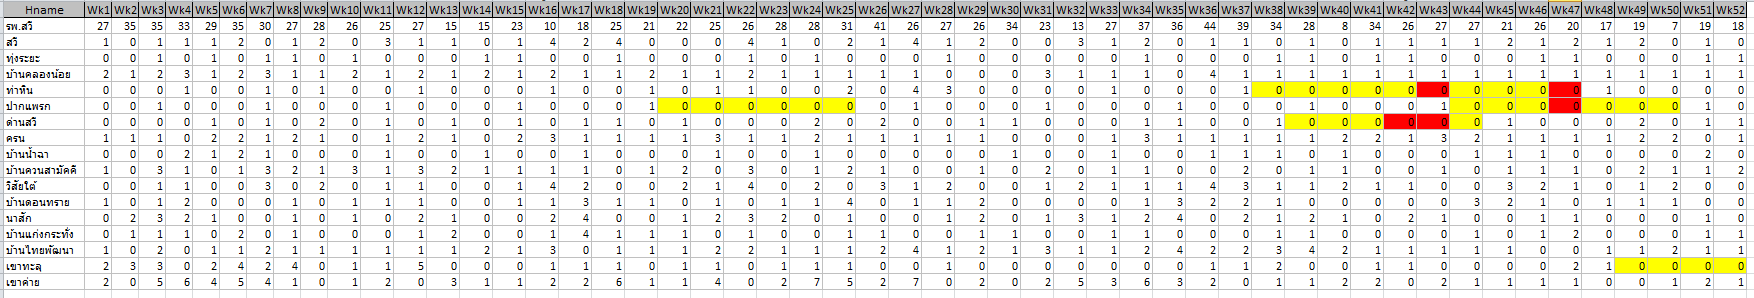 Hname Wk1 Wk2 Wk3 Wk4 Wk5 Wk6 Wk7 Wk8 Wk9 Wk10 Wk11 Wk12 Wk13 Wk14 Wk15 Wk16 Wk17 Wk18 Wk19 Wk20 Wk21 Wk22 Wk23 Wk24 Wk25 Wk26 Wk27 Wk28 Wk29 Wk30 Wk31 Wk32 Wk33 Wk34 Wk35 Wk36 Wk37 Wk38 Wk39 Wk40 Wk41 Wk42 Wk43 Wk44 Wk45 Wk46 Wk47 Wk48 Wk49 Wk50 Wk51 Wk52
รพ.สวี 27 35 35 33 29 35 30 27 28 26 25 27 15 15 23 10 18 25 21 22 25 26 23 28 31 41 26 27 26 34 23 13 27 37 36 44 39 34 28 8 34 26 27 27 21 26 20 17 19 7 19 18
สวี 1 0 1 1 1 2 0 1 2 0 3 1 1 0 1 4 2 4 0 0 0 4 1 0 2 1 4 1 2 0 0 3 1 2 0 1 1 0 1 1 0 1 1 1 2 1 2 1 2 0 1 0
ทุ่งระยะ 0 0 1 0 1 0 1 0 1 0 0 1 0 1 0 1 0 0 0 1 0 1 0 1 0 0 1 0 0 0 1 0 0 1 0 0 0 1 0 1 0 0 0 1 0 1 0 1 0 0 1 1
บ้านคลองน้อย 2 1 2 3 1 2 3 1 1 2 1 2 1 2 1 2 1 1 2 1 1 2 1 1 1 1 1 0 0 0 3 1 1 1 0 4 1 1 1 1 1 1 1 1 1 1 1 1 1 1 1 1
ท่าหิน 0 0 0 1 0 0 1 0 1 0 0 1 0 0 0 1 0 0 1 0 1 1 0 0 2 0 4 3 0 0 0 0 1 0 0 0 1 0 0 0 0 0 0 0 0 0 0 1 0 0 1 0
ปากแพรก 0 0 1 0 0 0 1 0 0 0 1 0 0 1 0 1 0 0 1 0 0 0 0 0 0 1 0 1 0 0 1 0 0 0 1 0 0 0 1 0 0 0 1 0 0 0 0 0 0 0 1 0
ด่านสวี 0 0 0 0 1 0 1 0 2 0 1 0 0 1 0 1 1 0 1 0 0 0 2 0 2 0 1 0 0 1 0 0 1 0 1 1 1 0 0 0 0 0 0 1 0 0 0 2 0 1 1
ครน 1 1 1 0 2 2 1 2 1 0 1 2 1 0 2 3 1 1 1 1 3 1 1 2 1 1 1 1 0 0 0 1 1 3 1 1 1 1 1 2 2 1 3 2 1 1 1 1 2 2 0 1
บ้านน้ำฉา 0 0 0 2 1 2 1 0 0 0 1 0 0 1 0 0 1 0 0 1 0 0 0 1 0 0 0 0 0 1 0 0 0 1 0 1 1 1 0 0 0 0 0 1 1 1 0 0 0 0 2 0
บ้านควนสามัคคี 1 0 3 1 0 1 3 2 1 3 1 3 2 1 1 1 1 0 1 2 0 3 0 1 2 1 0 0 1 0 1 1 0 0 1 1 0 1 0 0 0 0 0 1 1 1 0 0 2 1 1 2
วิสัยใต้ 0 0 1 1 0 0 3 0 2 0 1 1 0 0 1 4 2 0 0 2 1 4 0 2 0 3 1 2 0 0 1 2 1 1 1 4 3 1 1 2 1 1 0 0 3 2 1 0 1 2 0 0
บ้านดอนทราย 1 0 1 0 0 0 0 1 0 0 0 1 0 1 1 1 3 1 1 0 1 0 0 1 4 0 1 1 2 0 1 0 0 1 3 2 2 1 1 0 1 1 0 0 1 0 1 0 1 1 0 0
นาสัก 0 2 3 2 1 0 0 0 1 0 1 0 2 1 0 0 2 4 0 0 1 2 3 2 0 1 0 1 2 0 1 3 1 2 4 0 2 1 2 1 0 2 1 0 0 0 1 0 0 0 1 0
บ้านแก่งกระทั่ง 0 1 1 1 0 2 0 1 0 0 0 1 2 0 0 1 4 1 1 1 0 0 1 0 1 0 0 0 1 1 0 0 0 1 0 0 1 0 0 1 0 0 0 0 1 0 2 0 0 0 1 1
บ้านไทยพัฒนา 1 0 2 0 1 1 2 1 1 1 1 1 1 2 1 3 0 1 1 1 2 2 1 1 1 2 4 1 2 1 3 1 1 2 4 2 2 3 4 2 1 1 1 1 1 0 0 1 1 2 1 1
เขาทะลุ 2 3 3 0 2 4 2 4 0 1 1 5 0 0 0 1 1 1 0 1 0 1 1 1 0 0 0 0 0 0 0 0 0 0 0 1 1 2 0 0 1 1 0 0 0 0 2 1 0 0 0 0
เขาค่าย 2 0 5 6 4 5 4 1 0 1 2 0 3 1 1 2 2 6 1 1 4 0 2 7 5 2 7 0 2 0 2 5 3 6 3 2 0 1 1 1 2 0 2 1 1 1 1 1 0 1 2 1